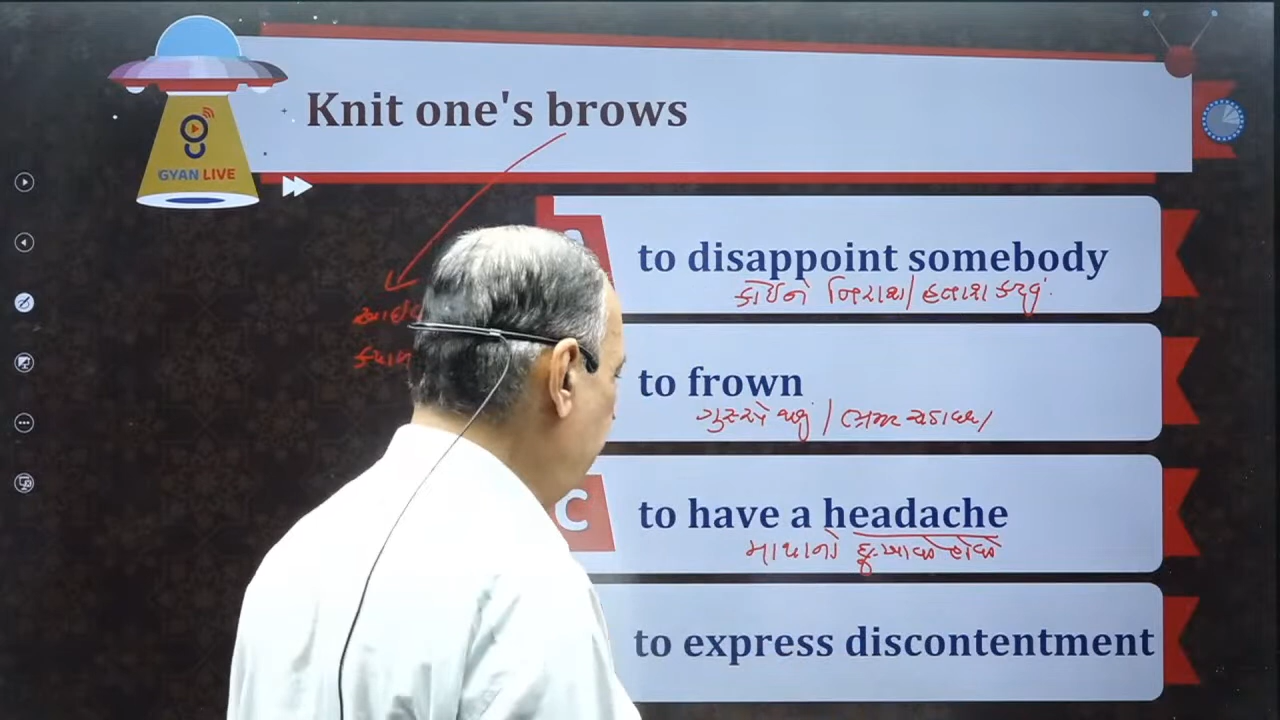 GYAN LIVE
Knit one's brows
to disappoint somebody
કોઈને નિરાશ/હતાશ કરવું.
to frown
ગુસ્સે થવું / ભ્રમર ચડાવવા
C
to have a headache
માથાનો દુઃખાવો હોવો
to express discontentment